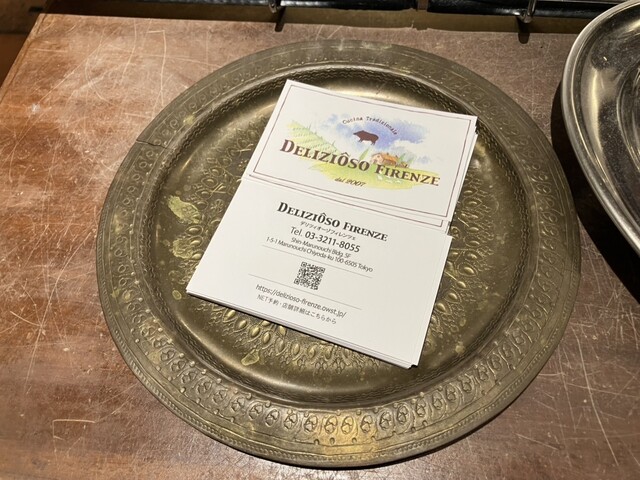 Cucina Tradizionale
DELIZIÔSO FIRENZE
dal 2007
DELIZIÔSO FIRENZE
デリツィオーゾフィレンツェ
Tel. 03-3211-8055
Shin-Marunouchi Bldg. 5F
1-5-1 Marunouchi Chiyoda-ku 100-6505 Tokyo
https://delizioso-firenze.owst.jp/
NET予約・店舗詳細はこちらから